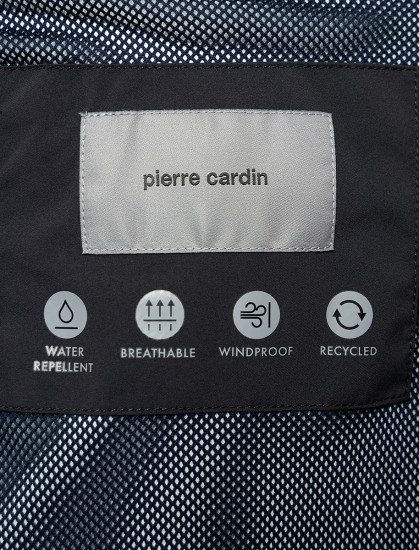 pierre cardin
WATER
REPELLENT
BREATHABLE
WINDPROOF
RECYCLED